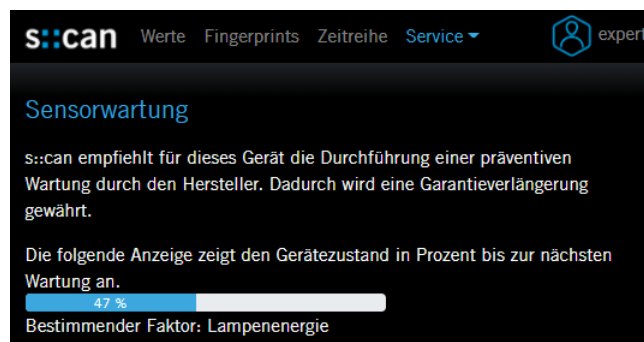 s::can Werte Fingerprints Zeitreihe Service expert
Sensorwartung
s::can empfiehlt für dieses Gerät die Durchführung einer präventiven
Wartung durch den Hersteller. Dadurch wird eine Garantieverlängerung
gewährt.
Die folgende Anzeige zeigt den Gerätezustand in Prozent bis zur nächsten
Wartung an.
47 %
Bestimmender Faktor: Lampenenergie